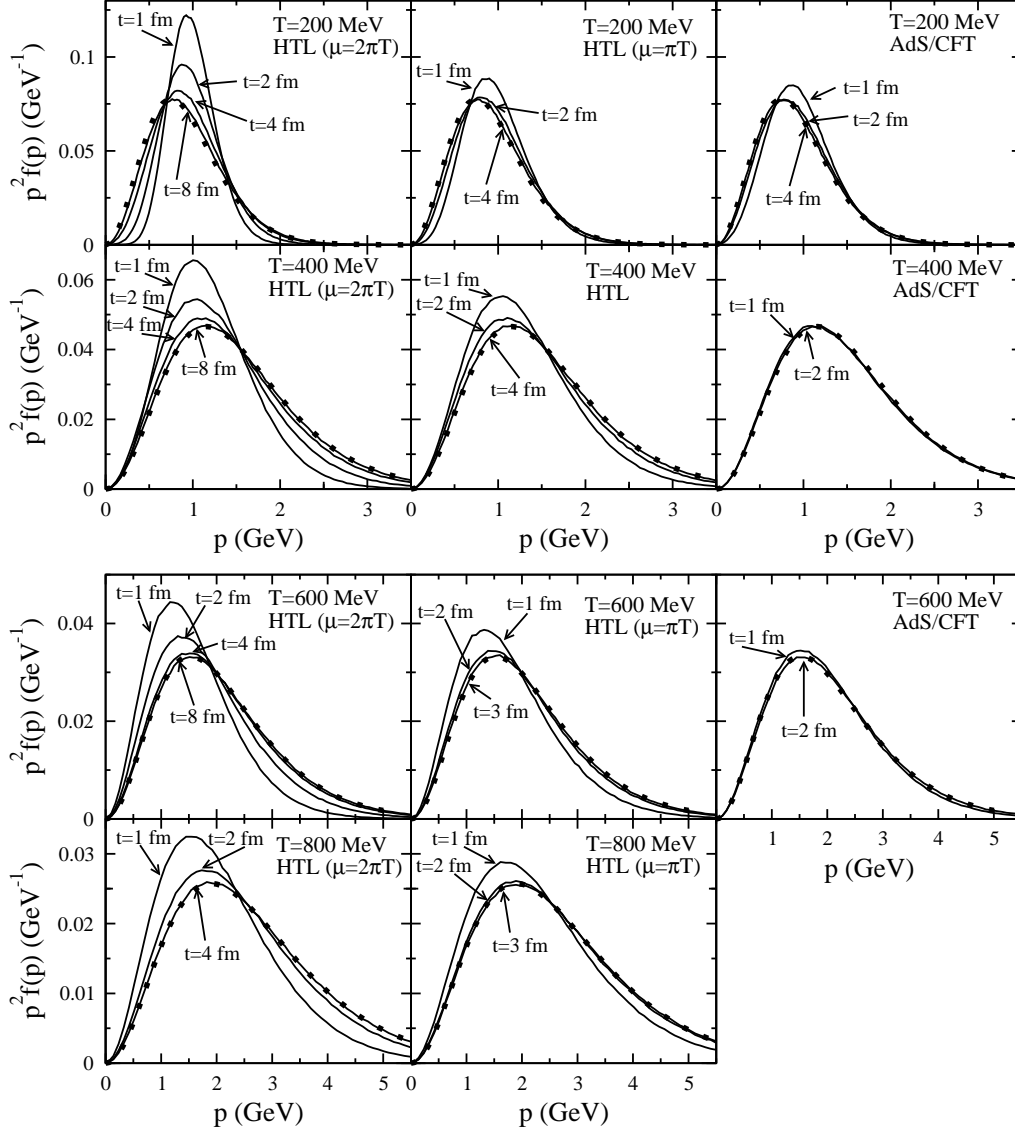 T=200 MeV
HTL (μ=2πT)
t=1 fm
t=2 fm
t=4 fm
t=8 fm
0.1
0.05
0
p²f(p) (GeV⁻¹)
T=200 MeV
HTL (μ=πT)
t=1 fm
t=2 fm
t=4 fm
T=200 MeV
AdS/CFT
t=1 fm
t=2 fm
t=4 fm
T=400 MeV
HTL (μ=2πT)
t=1 fm
t=2 fm
t=4 fm
t=8 fm
0.06
0.04
0.02
0
p²f(p) (GeV⁻¹)
0 1 2 3
p (GeV)
T=400 MeV
HTL
t=1 fm
t=2 fm
t=4 fm
0 1 2 3
p (GeV)
T=400 MeV
AdS/CFT
t=1 fm
t=2 fm
0 1 2 3
p (GeV)
T=600 MeV
HTL (μ=2πT)
t=1 fm
t=2 fm
t=4 fm
t=8 fm
0.04
0.02
0
p²f(p) (GeV⁻¹)
T=600 MeV
HTL (μ=πT)
t=2 fm
t=1 fm
t=3 fm
T=600 MeV
AdS/CFT
t=1 fm
t=2 fm
1 2 3 4 5
p (GeV)
T=800 MeV
HTL (μ=2πT)
t=1 fm
t=2 fm
t=4 fm
0.03
0.02
0.01
0
p²f(p) (GeV⁻¹)
0 1 2 3 4 5
p (GeV)
T=800 MeV
HTL (μ=πT)
t=1 fm
t=2 fm
t=3 fm
0 1 2 3 4 5
p (GeV)